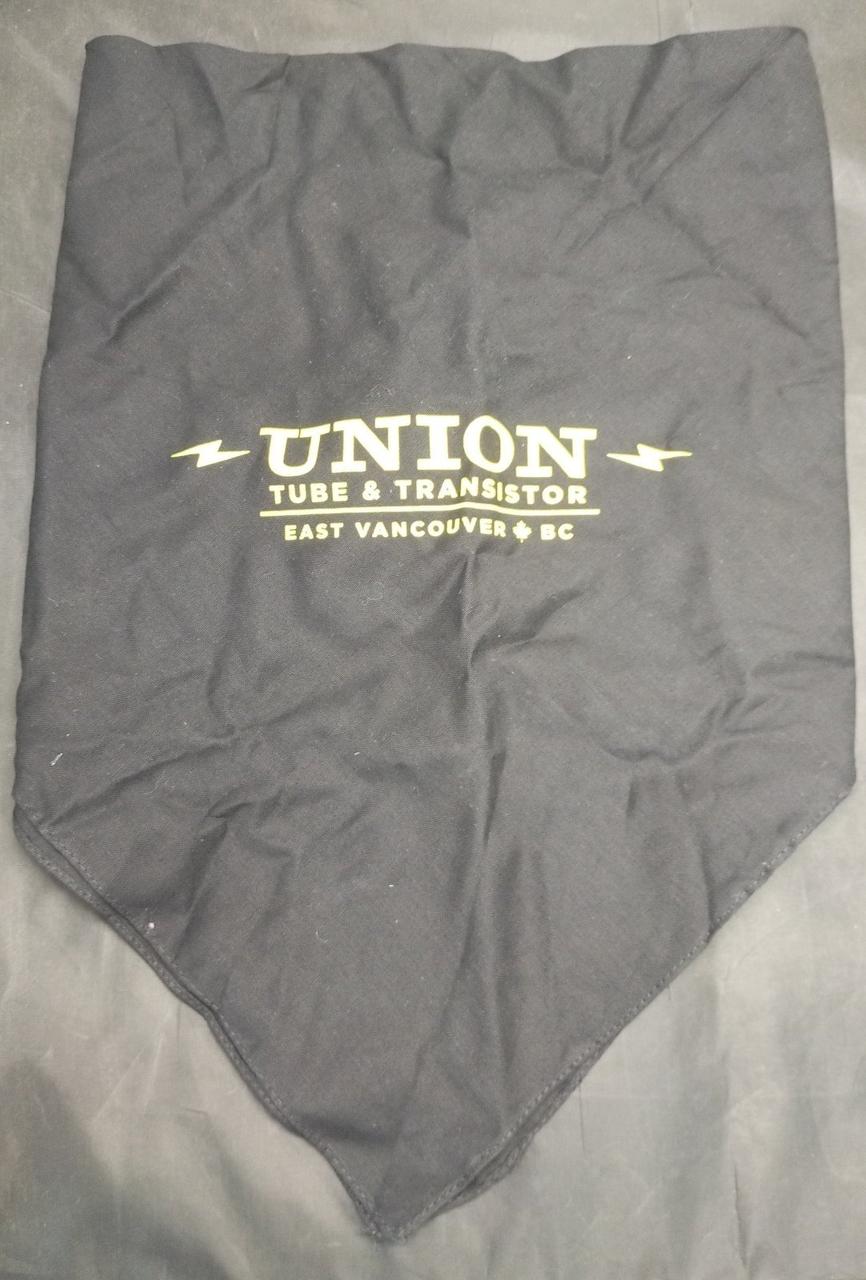 UNION
TUBE & TRANSISTOR
EAST VANCOUVER BC